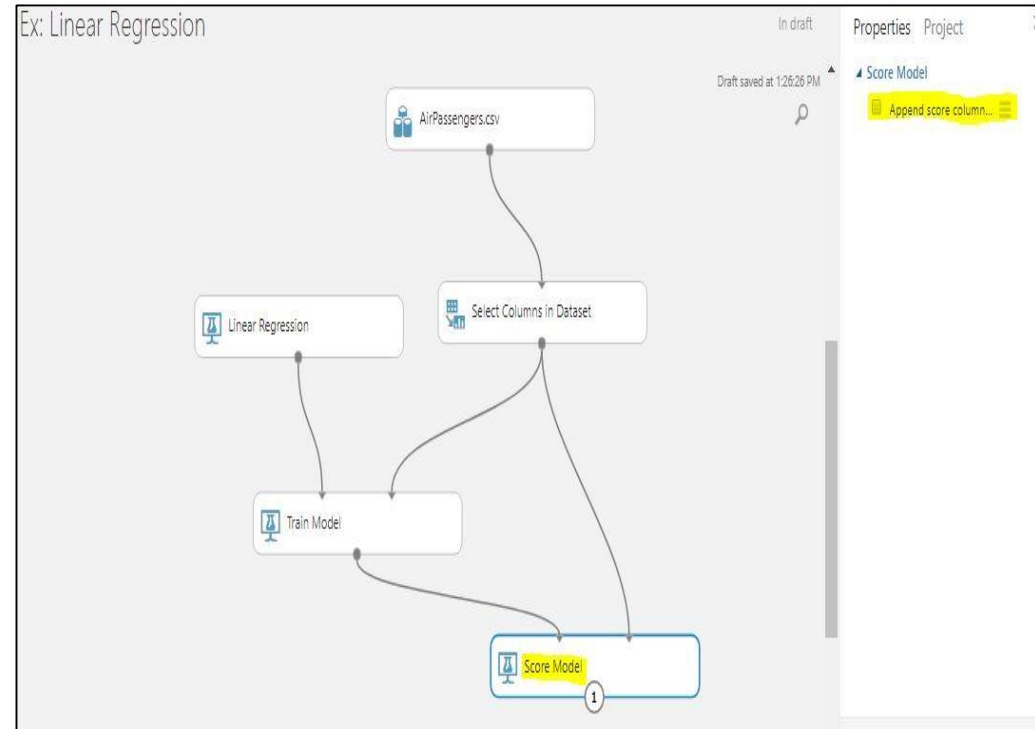 Ex: Linear Regression
In draft
Properties Project
Draft saved at 1:26:26 PM
Score Model
Append score column...
AirPassengers.csv
Select Columns in Dataset
Linear Regression
Train Model
Score Model
1